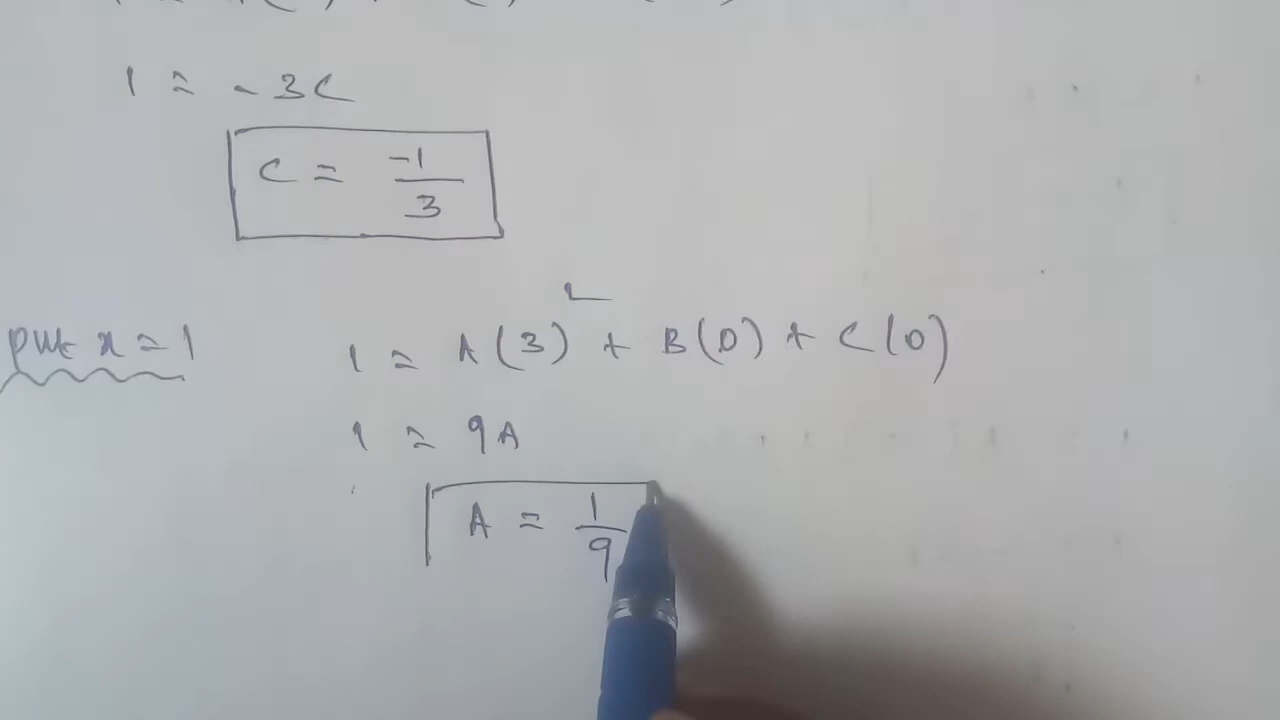 1 = -3C
C = -1/3
put x = 1 1 = A(3)² + B(0) + C(0)
1 = 9A
A = 1/9